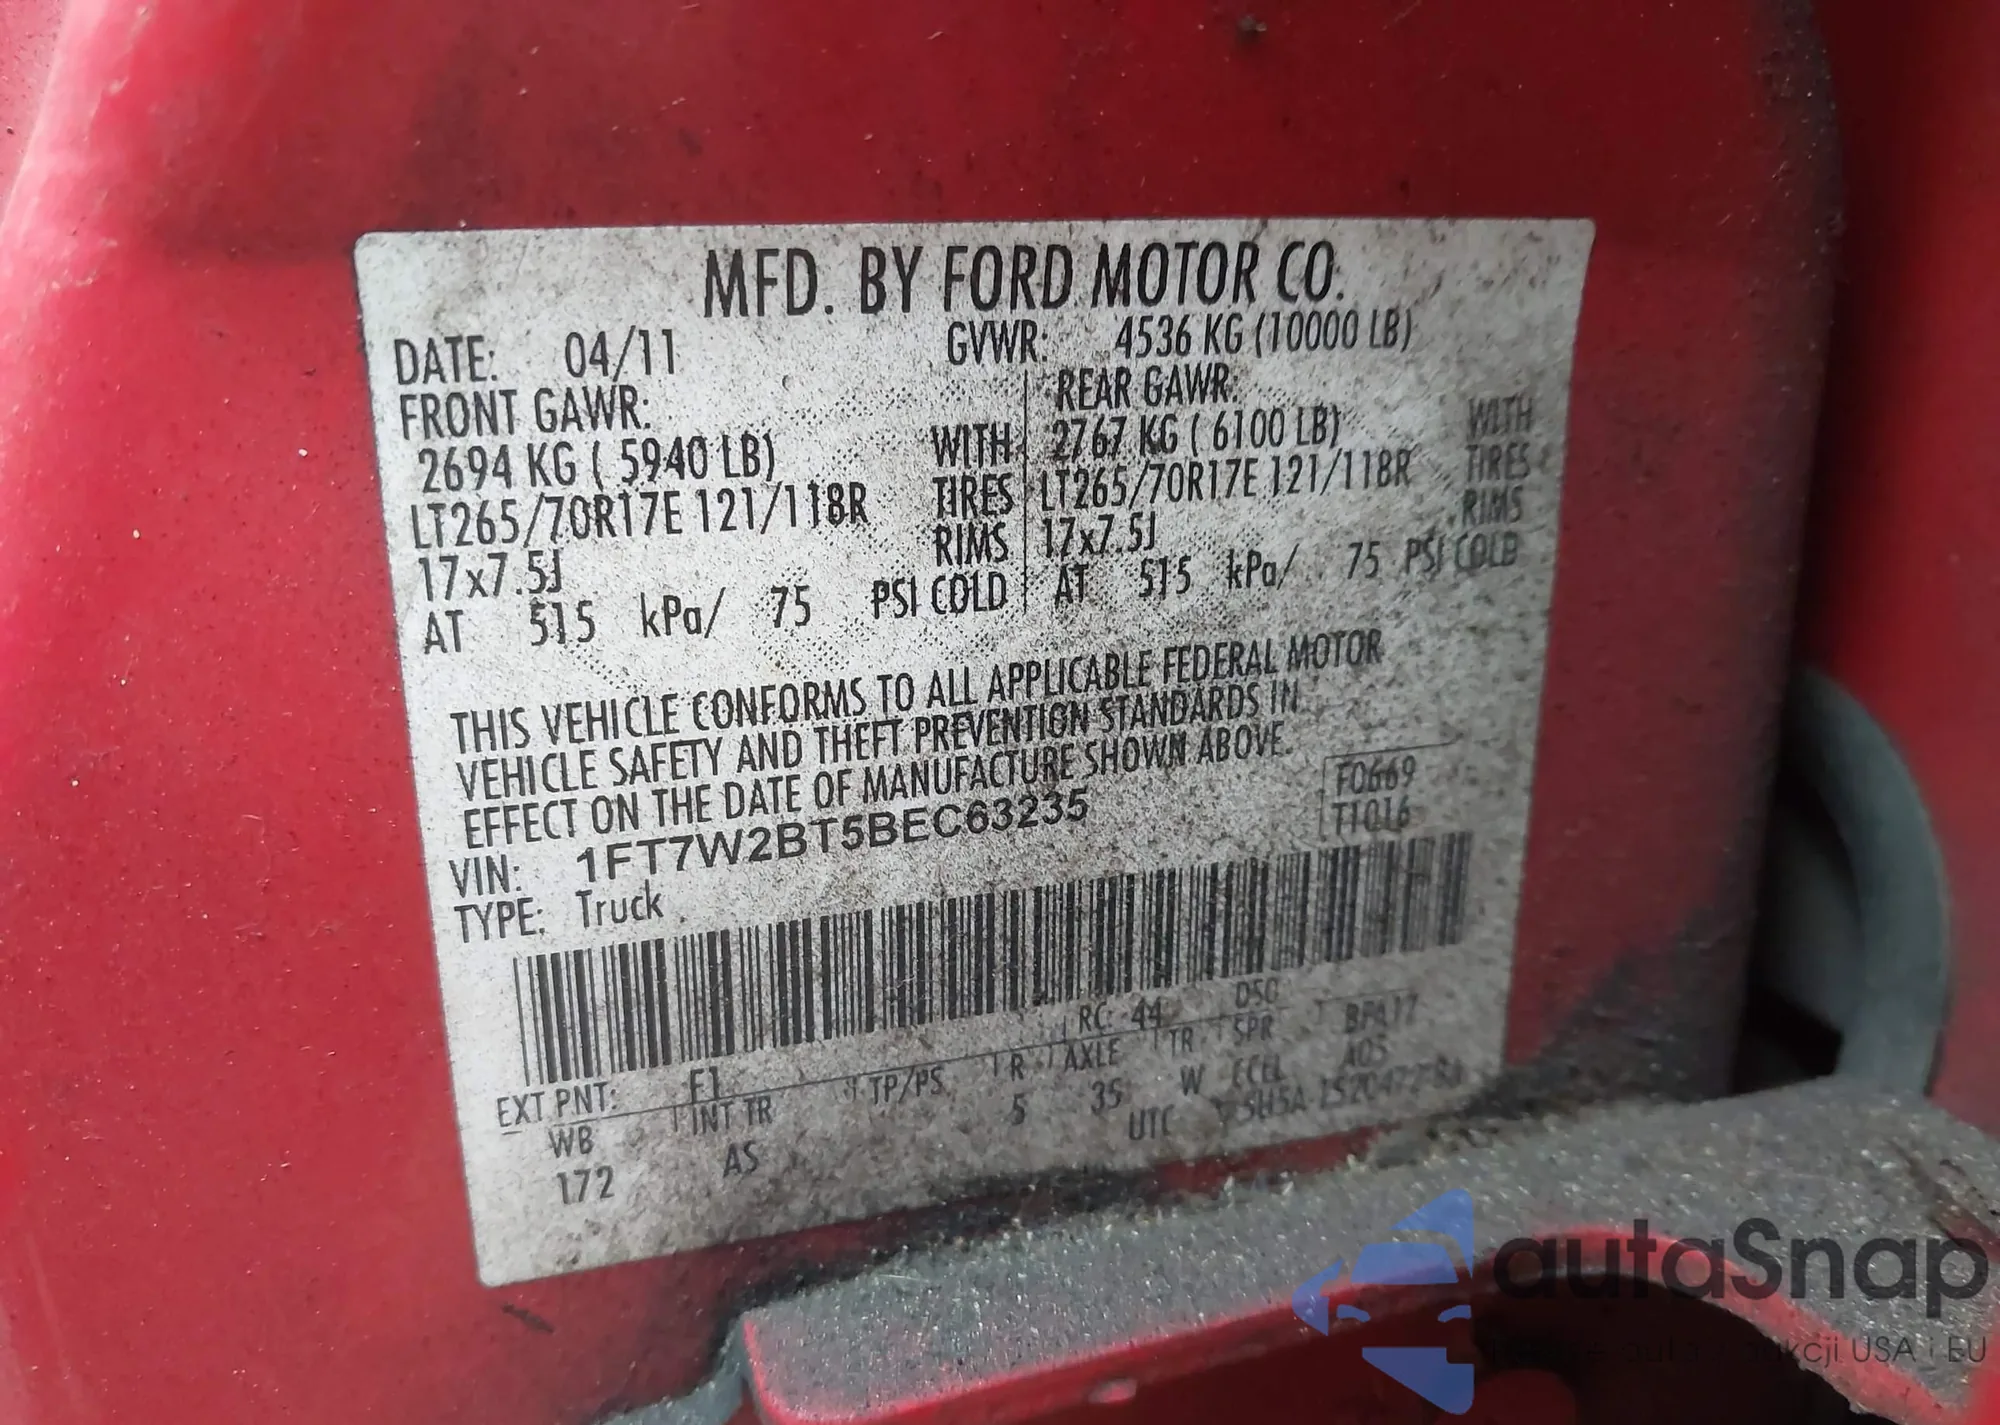 MFD. BY FORD MOTOR CO.
DATE: 04/11 GVWR: 4536 KG (10000 LB)
FRONT GAWR: REAR GAWR:
2694 KG ( 5940 LB) WITH 2767 KG ( 6100 LB) WITH
LT265/70R17E 121/118R TIRES LT265/70R17E 121/118R TIRES
17x7.5J RIMS 17x7.5J RIMS
AT 515 kPa/ 75 PSI COLD AT 515 kPa/ 75 PSI COLD
THIS VEHICLE CONFORMS TO ALL APPLICABLE FEDERAL MOTOR
VEHICLE SAFETY AND THEFT PREVENTION STANDARDS IN
EFFECT ON THE DATE OF MANUFACTURE SHOWN ABOVE.
VIN: 1FT7W2BT5BEC63235 F0669
TYPE: Truck T1016
EXT PNT: F1 RC: 44 DSO
WB INT TR TP/PS R AXLE TR SPR BPA17
172 AS 5 35 W A05
UTC
autaSnap
USA i EU